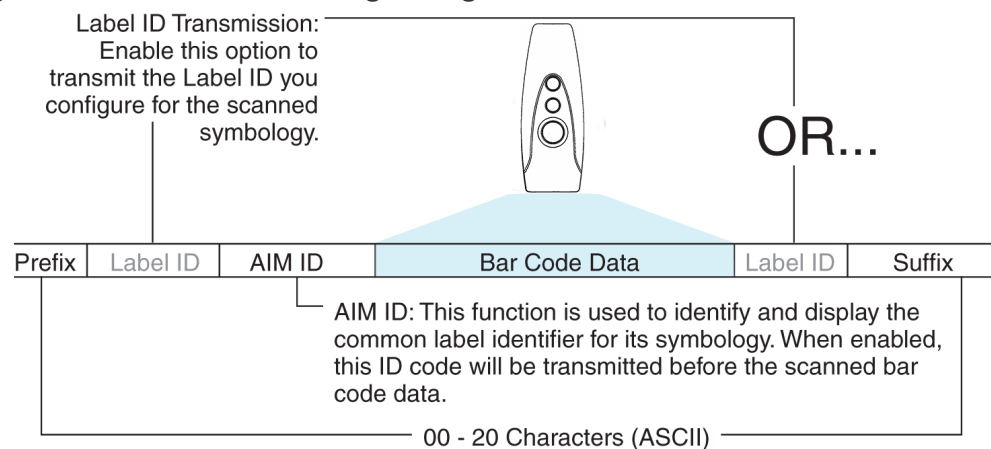 Label ID Transmission:
Enable this option to
transmit the Label ID you
configure for the scanned
symbology.
OR...
Prefix Label ID AIM ID Bar Code Data Label ID Suffix
AIM ID: This function is used to identify and display the
common label identifier for its symbology. When enabled,
this ID code will be transmitted before the scanned bar
code data.
00 - 20 Characters (ASCII)